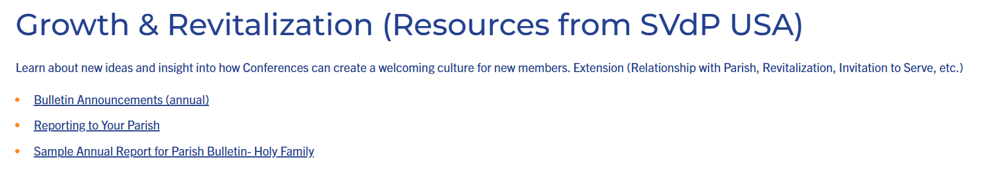 Growth & Revitalization (Resources from SVdP USA)
Learn about new ideas and insight into how Conferences can create a welcoming culture for new members. Extension (Relationship with Parish, Revitalization, Invitation to Serve, etc.)
Bulletin Announcements (annual)
Reporting to Your Parish
Sample Annual Report for Parish Bulletin- Holy Family